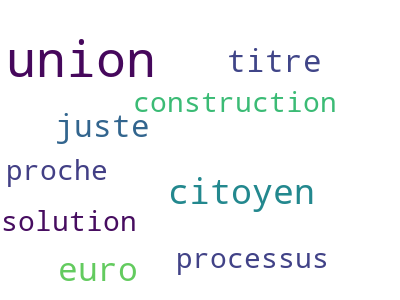 union
titre
construction
juste
proche
citoyen
solution
processus
euro